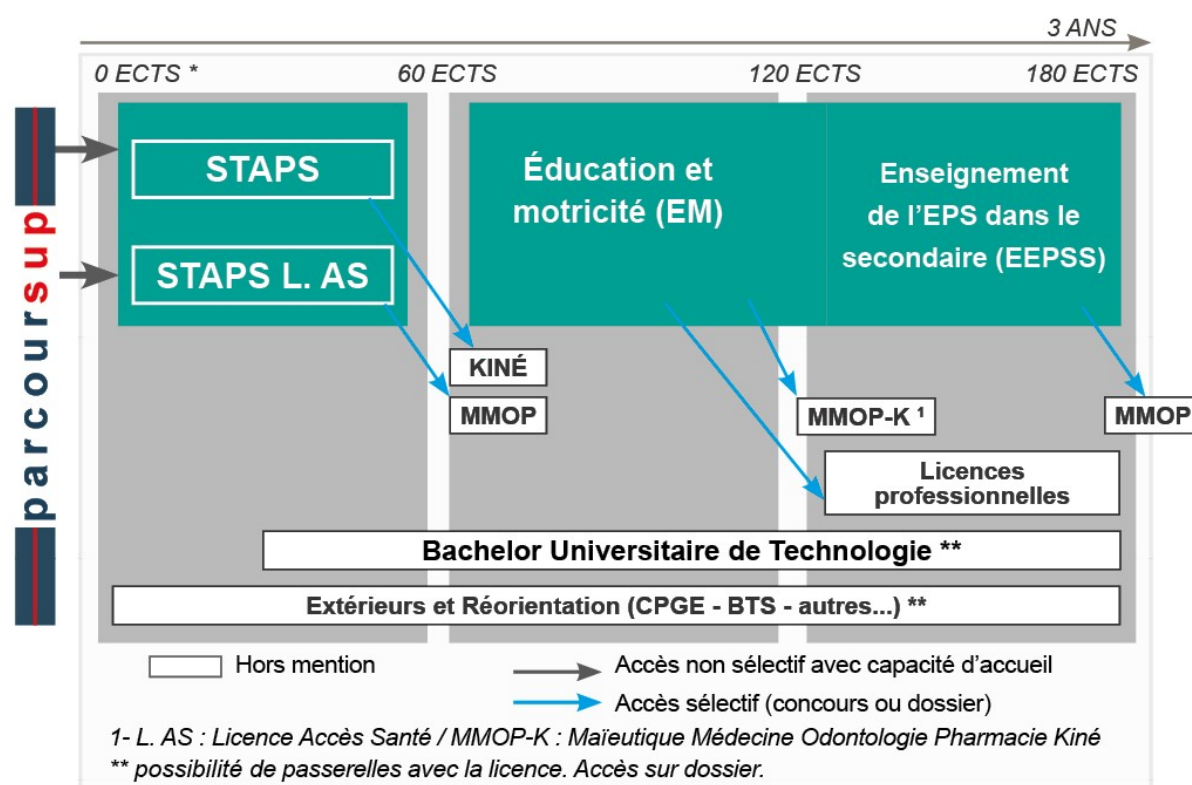 3 ANS
0 ECTS *
60 ECTS
120 ECTS
180 ECTS
parcoursup
STAPS
STAPS L. AS
Éducation et
motricité (EM)
Enseignement
de l’EPS dans le
secondaire (EEPSS)
KINÉ
MMOP
MMOP-K ¹
MMOP
Licences
professionnelles
Bachelor Universitaire de Technologie **
Extérieurs et Réorientation (CPGE - BTS - autres...) **
Hors mention
Accès non sélectif avec capacité d’accueil
Accès sélectif (concours ou dossier)
1- L. AS : Licence Accès Santé / MMOP-K : Maïeutique Médecine Odontologie Pharmacie Kiné
** possibilité de passerelles avec la licence. Accès sur dossier.